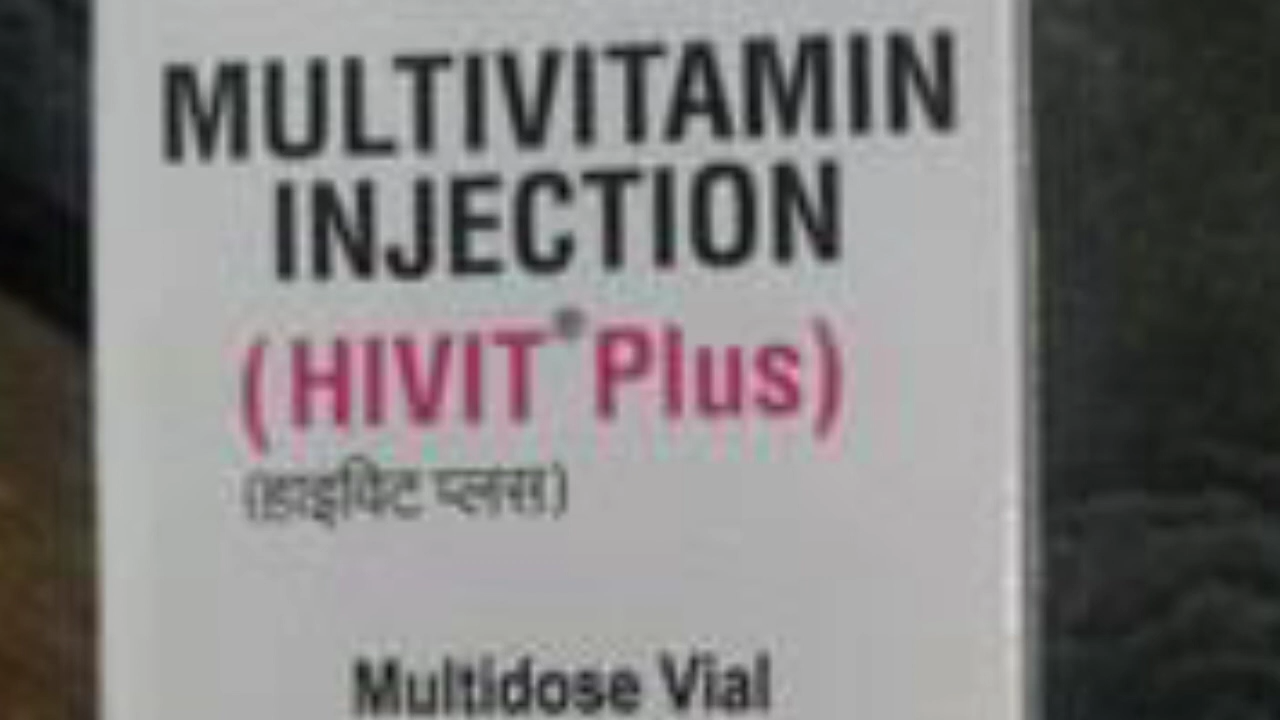 MULTIVITAMIN
INJECTION
(HIVIT® Plus)
(हाइविट प्लस)
Multidose Vial